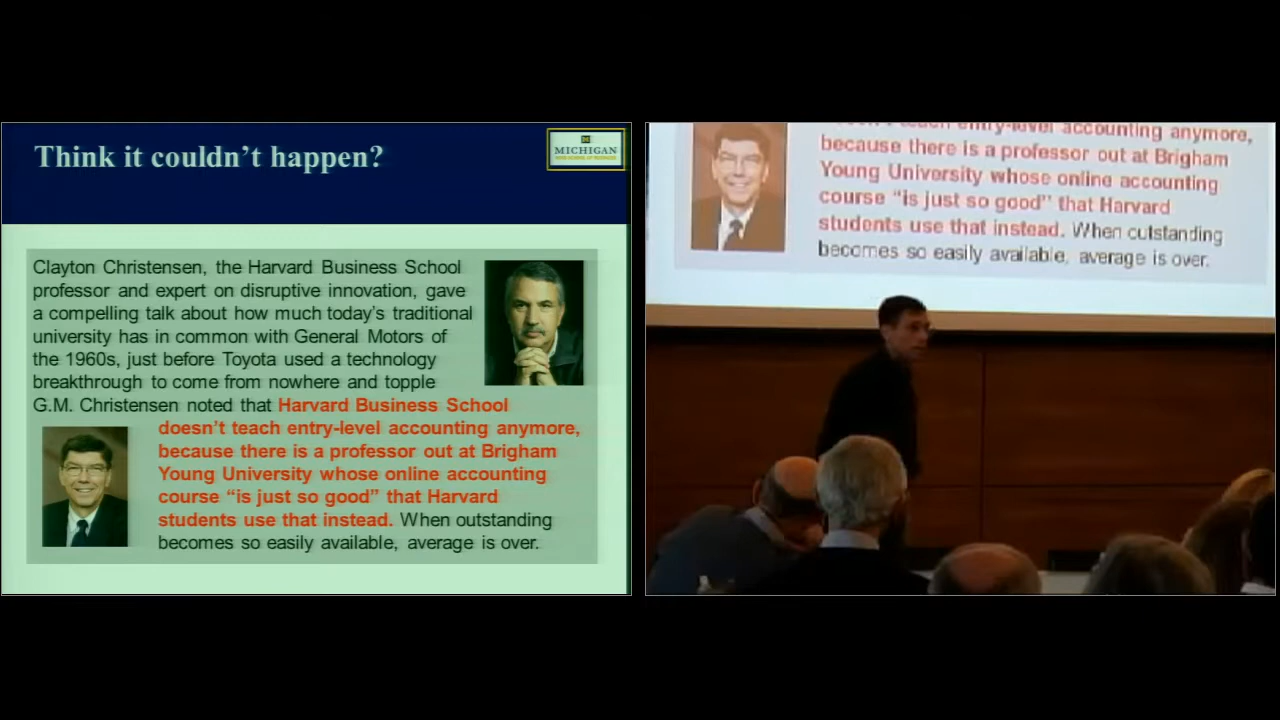 Think it couldn't happen?
MICHIGAN
Clayton Christensen, the Harvard Business School
professor and expert on disruptive innovation, gave
a compelling talk about how much today's traditional
university has in common with General Motors of
the 1960s, just before Toyota used a technology
breakthrough to come from nowhere and topple
G.M. Christensen noted that Harvard Business School
doesn't teach entry-level accounting anymore,
because there is a professor out at Brigham
Young University whose online accounting
course “is just so good” that Harvard
students use that instead. When outstanding
becomes so easily available, average is over.
teach entry-level accounting anymore,
because there is a professor out at Brigham
Young University whose online accounting
course “is just so good” that Harvard
students use that instead. When outstanding
becomes so easily available, average is over.